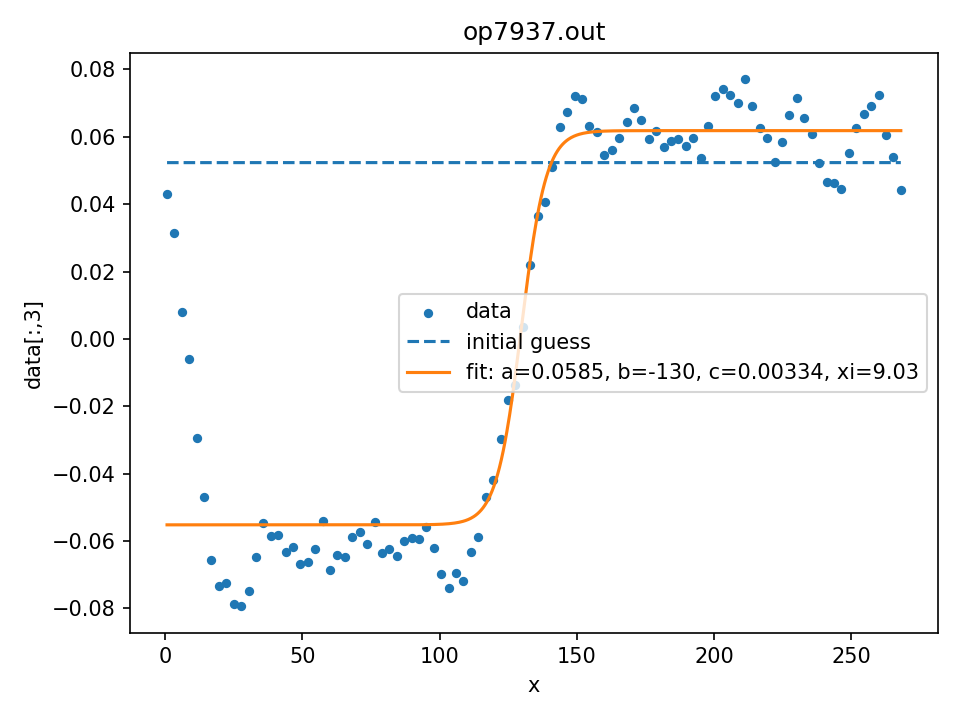 op7937.out
0.08
0.06
0.04
0.02
0.00
−0.02
−0.04
−0.06
−0.08
data[:,3]
data
initial guess
fit: a=0.0585, b=-130, c=0.00334, xi=9.03
0 50 100 150 200 250
x